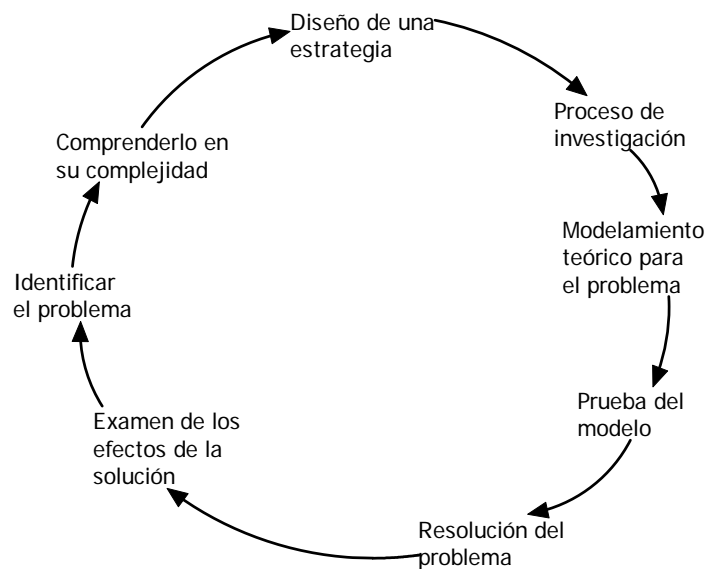 Diseño de una
estrategia
Proceso de
investigación
Modelamiento
teórico para
el problema
Prueba del
modelo
Resolución del
problema
Examen de los
efectos de la
solución
Identificar
el problema
Comprenderlo en
su complejidad